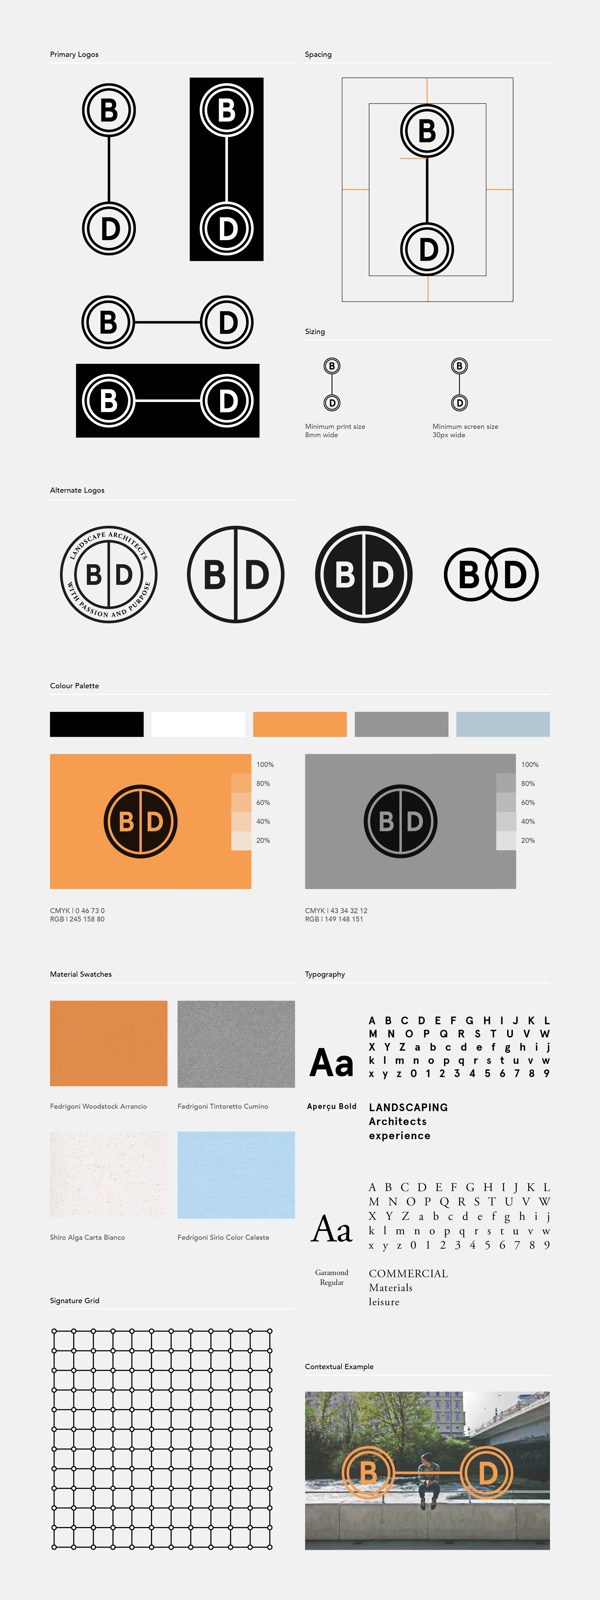 Primary Logos
B
D
B
D
B D
B D
Spacing
B
D
Sizing
B
D
B
D
Minimum print size
8mm wide
Minimum screen size
30px wide
Alternate Logos
LANDSCAPE ARCHITECTS
B D
WITH PASSION AND PURPOSE
B D
B D
B D
Colour Palette
B D
100%
80%
60%
40%
20%
CMYK | 0 46 73 0
RGB | 245 158 80
B D
100%
80%
60%
40%
20%
CMYK | 43 34 32 12
RGB | 149 148 151
Material Swatches
Fedrigoni Woodstock Arrancio
Fedrigoni Tintoretto Cumino
Shiro Alga Carta Bianco
Fedrigoni Sirio Color Celeste
Typography
Aa
A B C D E F G H I J K L
M N O P Q R S T U V W
X Y Z a b c d e f g h i j
k l m n o p q r s t u v w
x y z 0 1 2 3 4 5 6 7 8 9
Aperçu Bold
LANDSCAPING
Architects
experience
Aa
A B C D E F G H I J K L
M N O P Q R S T U V W
X Y Z a b c d e f g h i j
k l m n o p q r s t u v w
x y z 0 1 2 3 4 5 6 7 8 9
Garamond
Regular
COMMERCIAL
Materials
leisure
Signature Grid
Contextual Example
B D